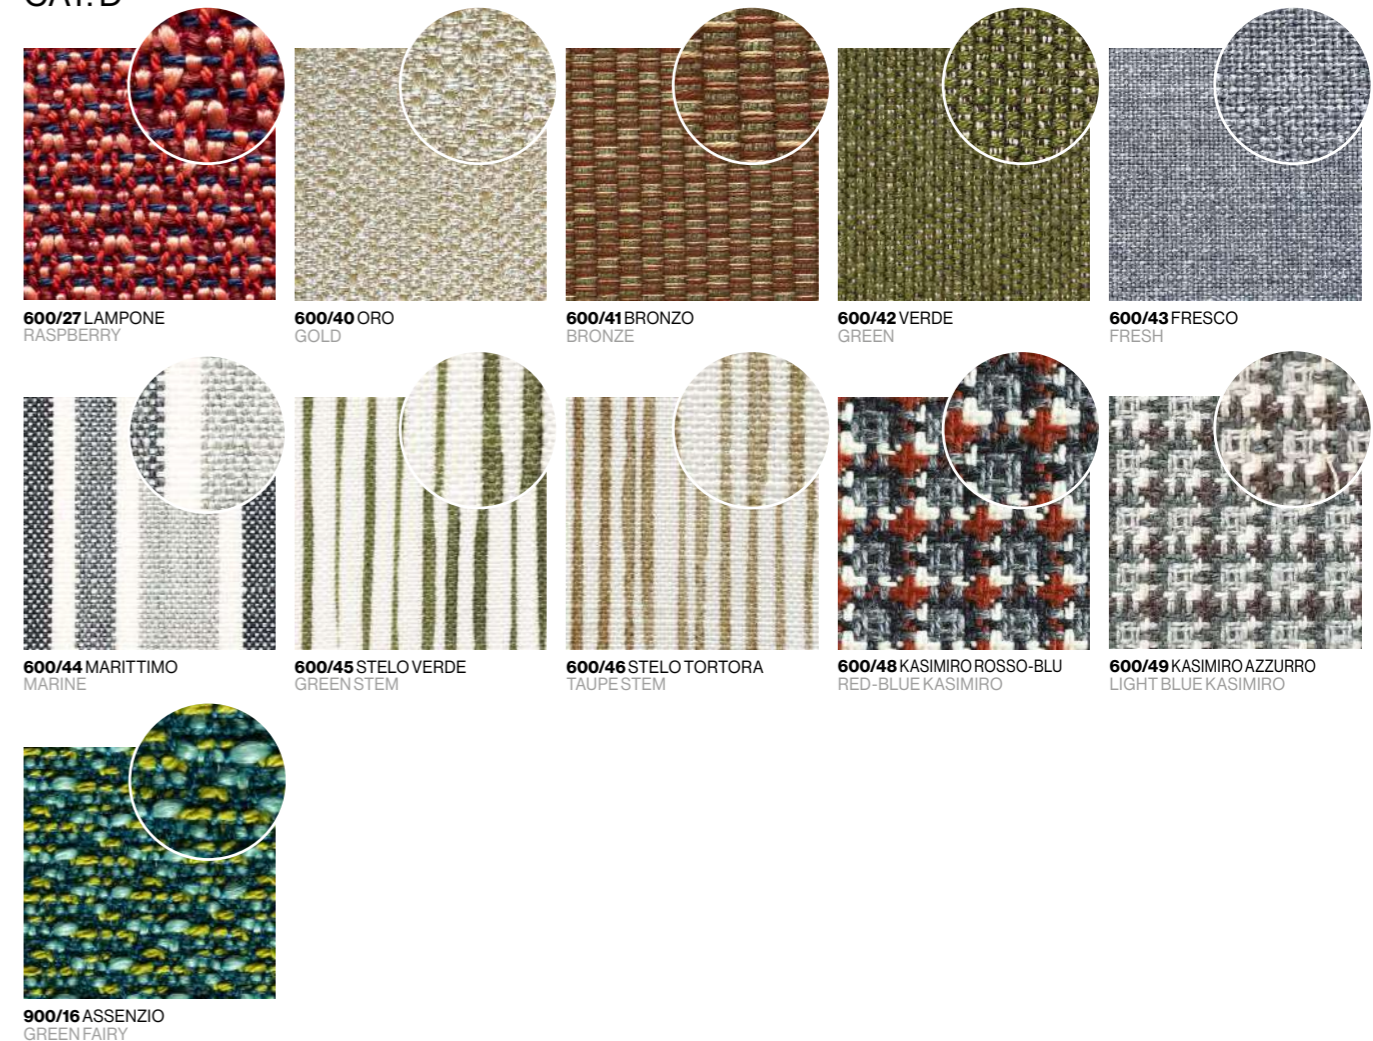 CAT. D
600/27 LAMPONE
RASPBERRY
600/40 ORO
GOLD
600/41 BRONZO
BRONZE
600/42 VERDE
GREEN
600/43 FRESCO
FRESH
600/44 MARITTIMO
MARINE
600/45 STELO VERDE
GREEN STEM
600/46 STELO TORTORA
TAUPE STEM
600/48 KASIMIRO ROSSO-BLU
RED-BLUE KASIMIRO
600/49 KASIMIRO AZZURRO
LIGHT BLUE KASIMIRO
900/16 ASSENZIO
GREEN FAIRY